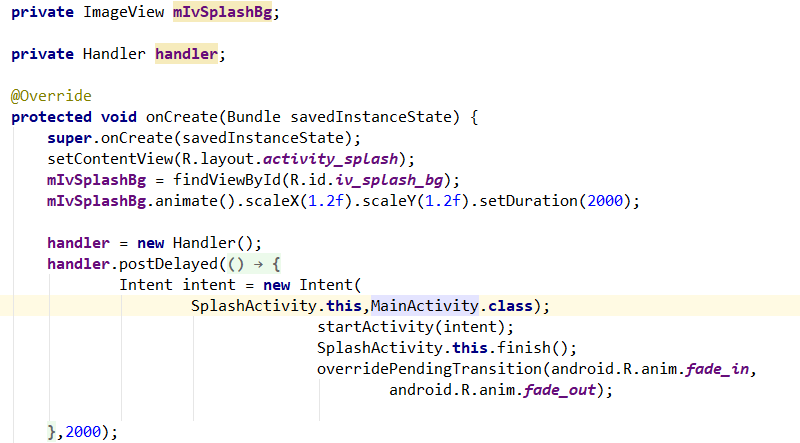 private ImageView mIvSplashBg;
private Handler handler;
@Override
protected void onCreate(Bundle savedInstanceState) {
super.onCreate(savedInstanceState);
setContentView(R.layout.activity_splash);
mIvSplashBg = findViewById(R.id.iv_splash_bg);
mIvSplashBg.animate().scaleX(1.2f).scaleY(1.2f).setDuration(2000);
handler = new Handler();
handler.postDelayed(() → {
Intent intent = new Intent(
SplashActivity.this,MainActivity.class);
startActivity(intent);
SplashActivity.this.finish();
overridePendingTransition(android.R.anim.fade_in,
android.R.anim.fade_out);
},2000);